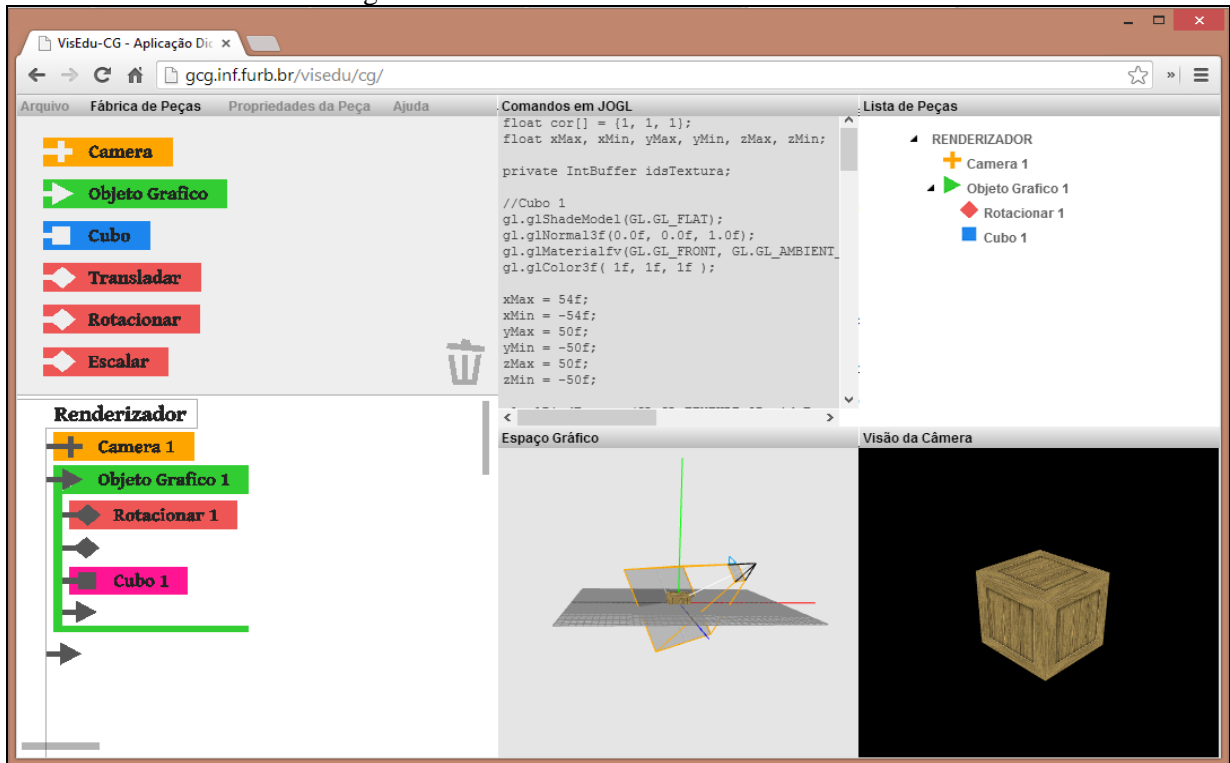 VisEdu-CG - Aplicação Dic
gcg.inf.furb.br/visedu/cg/
Arquivo Fábrica de Peças Propriedades da Peça Ajuda
Camera
Objeto Grafico
Cubo
Transladar
Rotacionar
Escalar
Renderizador
Camera 1
Objeto Grafico 1
Rotacionar 1
Cubo 1
Comandos em JOGL
float cor[] = {1, 1, 1};
float xMax, xMin, yMax, yMin, zMax, zMin;
private IntBuffer idsTextura;
//Cubo 1
gl.glShadeModel(GL.GL_FLAT);
gl.glNormal3f(0.0f, 0.0f, 1.0f);
gl.glMaterialfv(GL.GL_FRONT, GL.GL_AMBIENT_
gl.glColor3f( 1f, 1f, 1f );
xMax = 54f;
xMin = -54f;
yMax = 50f;
yMin = -50f;
zMax = 50f;
zMin = -50f;
Espaço Gráfico
Lista de Peças
RENDERIZADOR
Camera 1
Objeto Grafico 1
Rotacionar 1
Cubo 1
Visão da Câmera